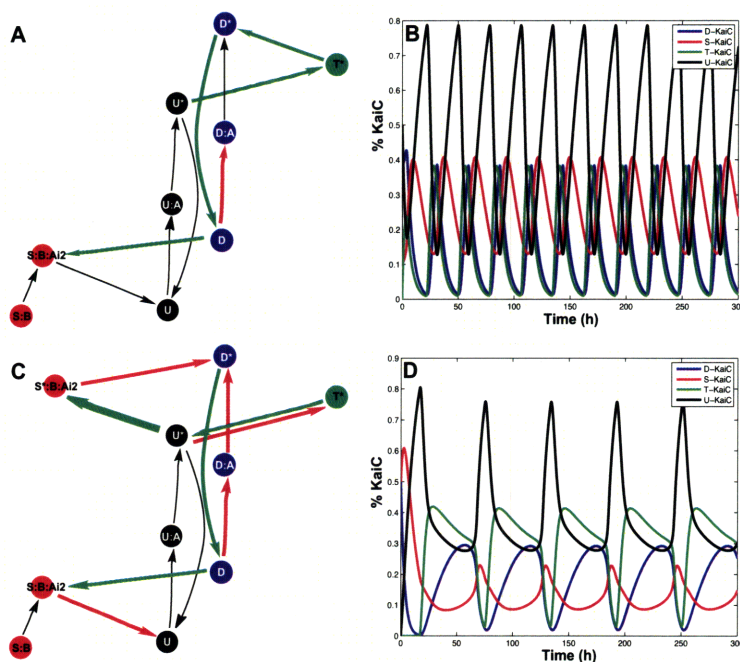 A
D*
T*
U*
D:A
U:A
D
S:B:Ai2
S:B
U
B
% KaiC
0.8
0.7
0.6
0.5
0.4
0.3
0.2
0.1
0
D-KaiC
S-KaiC
T-KaiC
U-KaiC
0 50 100 150 200 250 300
Time (h)
C
D*
S*:B:Ai2
T*
U*
D:A
U:A
D
S:B:Ai2
S:B
U
D
% KaiC
0.9
0.8
0.7
0.6
0.5
0.4
0.3
0.2
0.1
0
D-KaiC
S-KaiC
T-KaiC
U-KaiC
0 50 100 150 200 250 300
Time (h)